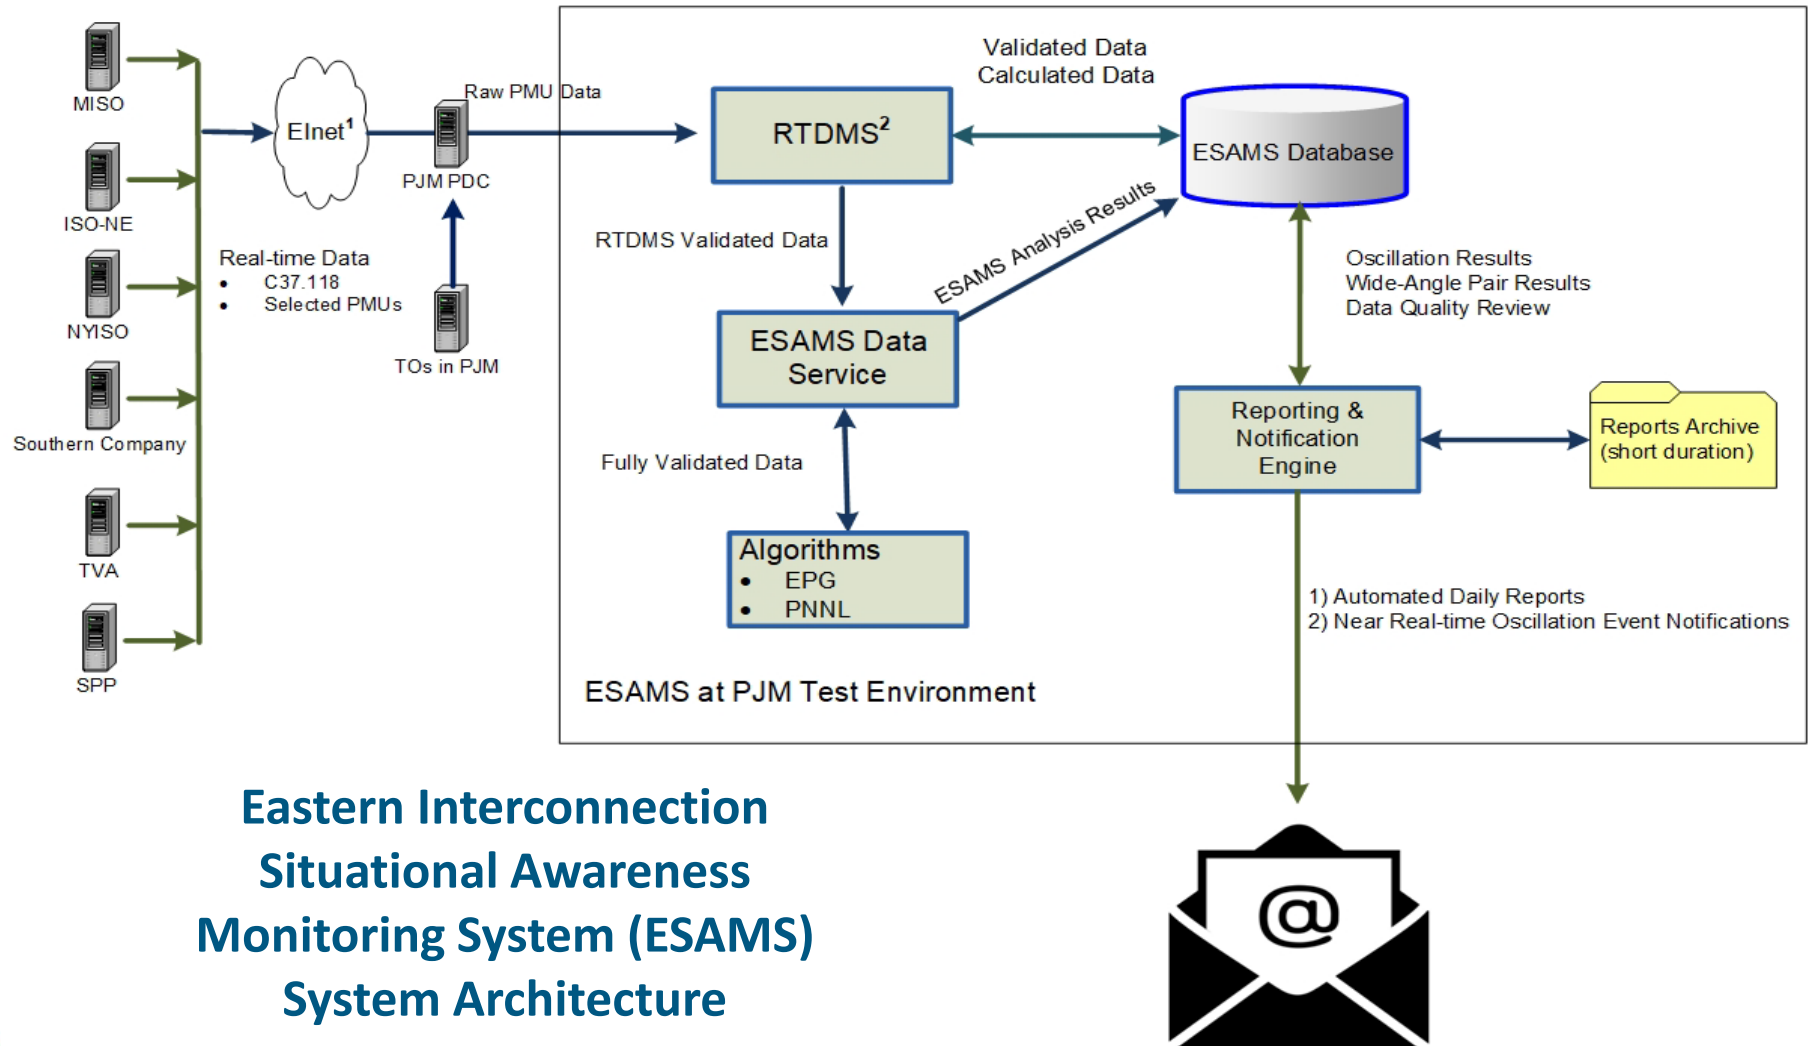 MISO
ISO-NE
NYISO
Southern Company
TVA
SPP
EInet¹
Real-time Data
• C37.118
• Selected PMUs
PJM PDC
TOs in PJM
Raw PMU Data
RTDMS²
Validated Data
Calculated Data
ESAMS Database
RTDMS Validated Data
ESAMS Analysis Results
ESAMS Data
Service
Fully Validated Data
Algorithms
• EPG
• PNNL
Oscillation Results
Wide-Angle Pair Results
Data Quality Review
Reporting &
Notification
Engine
Reports Archive
(short duration)
1) Automated Daily Reports
2) Near Real-time Oscillation Event Notifications
ESAMS at PJM Test Environment
Eastern Interconnection
Situational Awareness
Monitoring System (ESAMS)
System Architecture
@